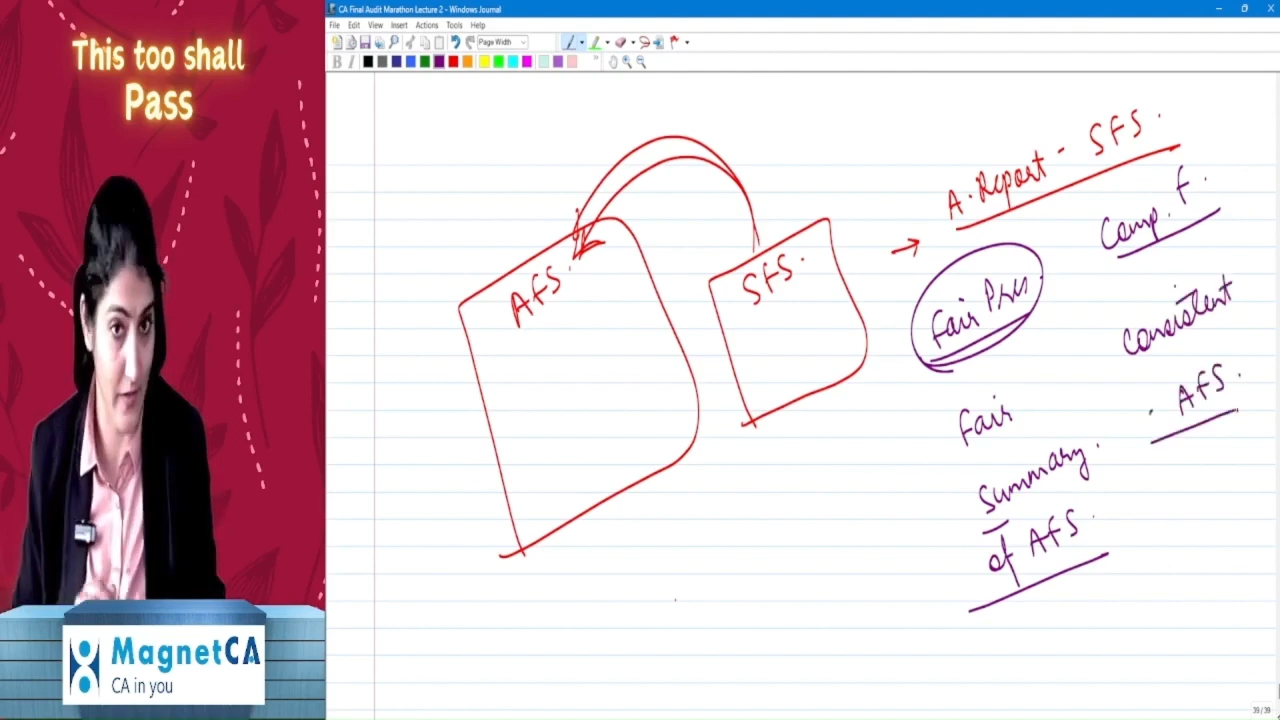 This too shall
Pass
MagnetCA
CA in you
CA Final Audit Marathon Lecture 2 - Windows Journal
File Edit View Insert Actions Tools Help
Page Width
B I
AFS.
SFS.
A. Report - SFS.
Fair Pres.
Comp. F.
Fair
Summary.
of AFS.
Consistent
AFS.
39/39